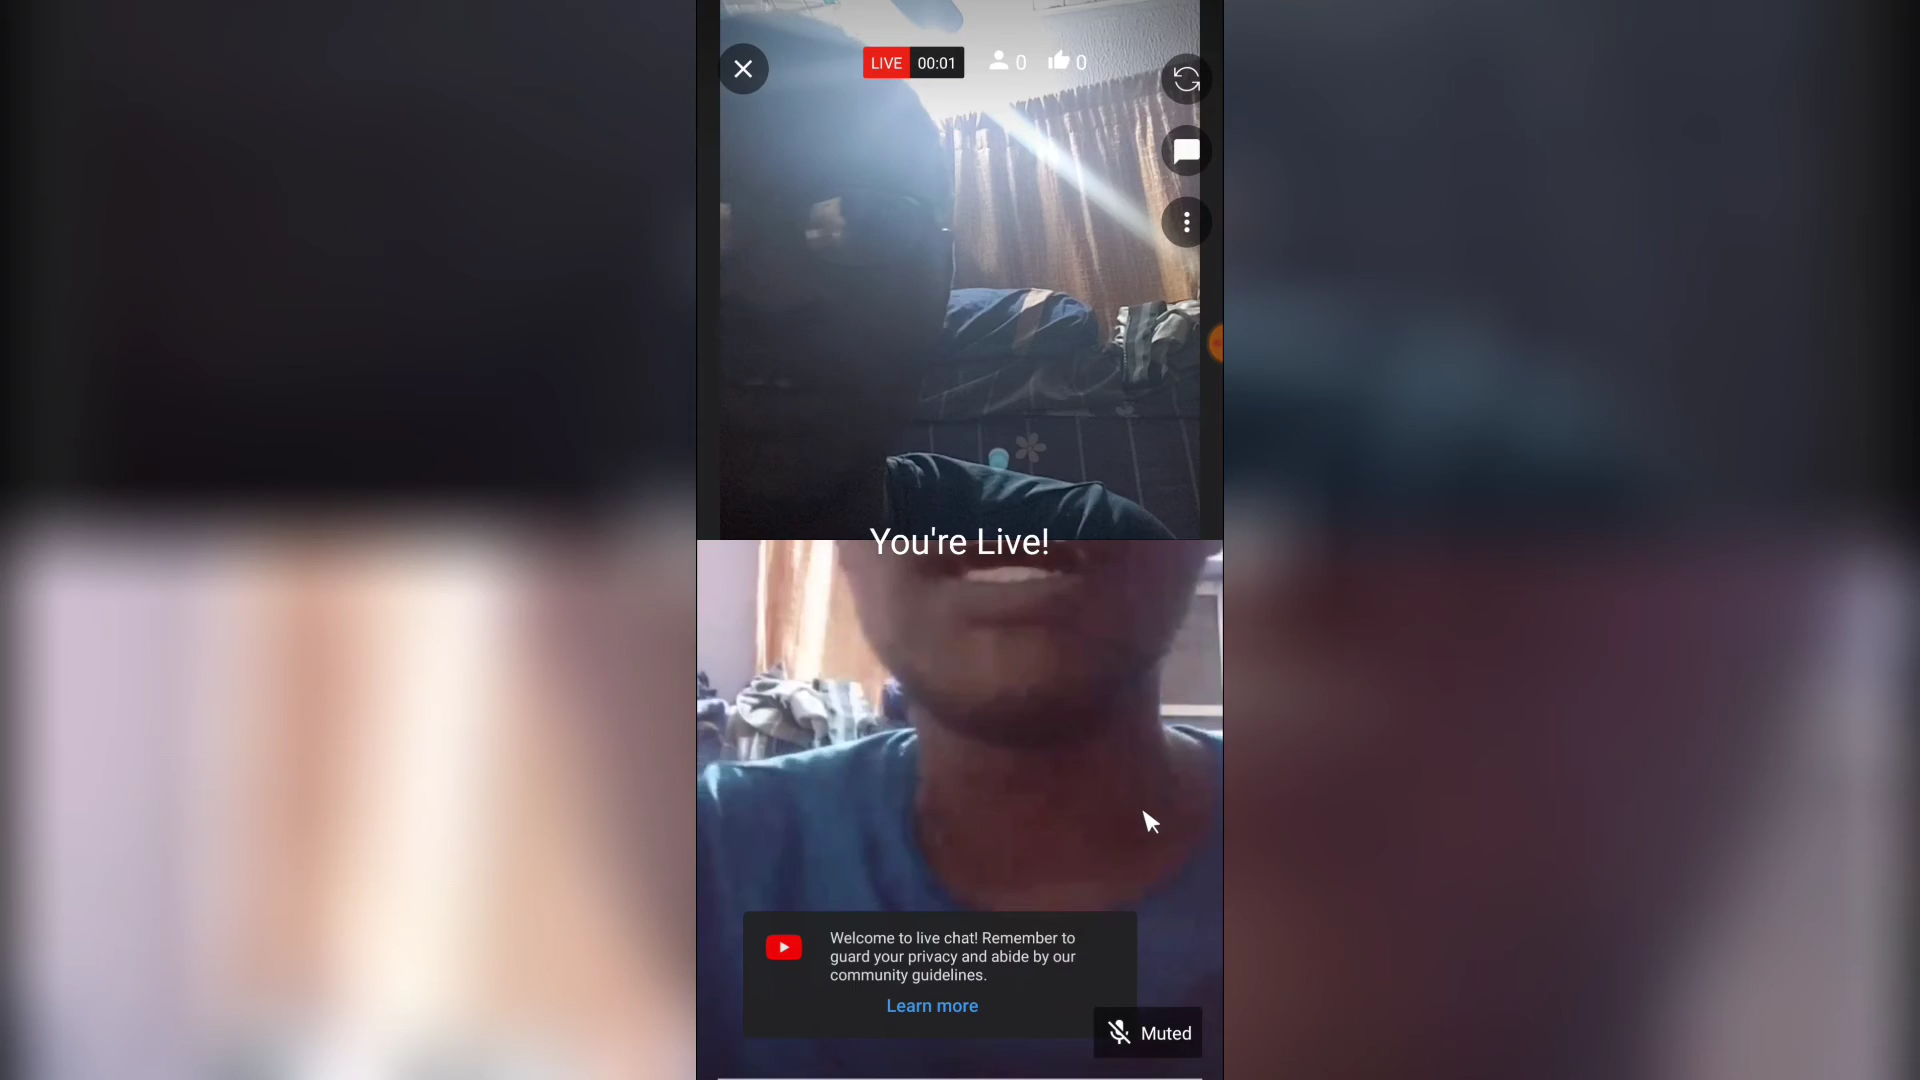 LIVE 00:01 0 0
You're Live!
Welcome to live chat! Remember to
guard your privacy and abide by our
community guidelines.
Learn more
Muted